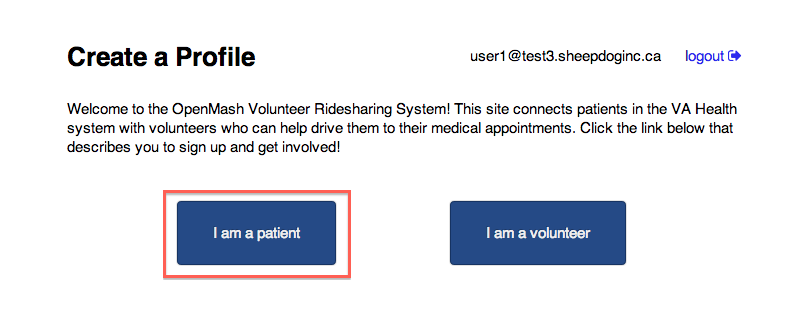 Create a Profile
user1@test3.sheepdoginc.ca logout
Welcome to the OpenMash Volunteer Ridesharing System! This site connects patients in the VA Health
system with volunteers who can help drive them to their medical appointments. Click the link below that
describes you to sign up and get involved!
I am a patient
I am a volunteer